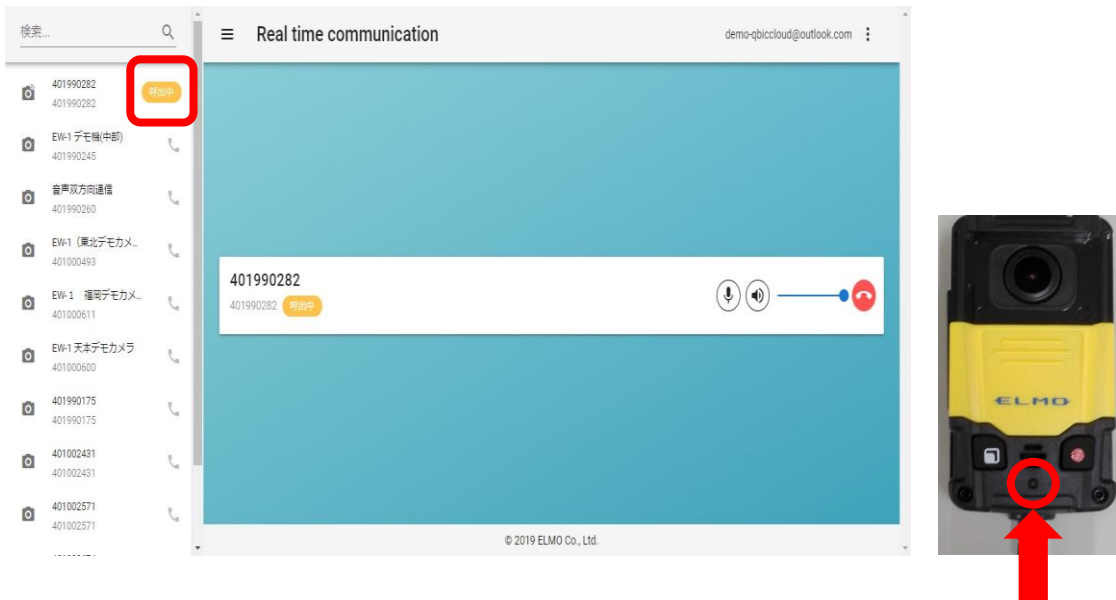 検索...
401990282
401990282
呼出中
EW-1 デモ機(中部)
401990245
音声双方向通信
401990260
EW-1（東北デモカメ...
401000493
EW-１　福岡デモカメ...
401000611
EW-1 天本デモカメラ
401000600
401990175
401990175
401002431
401002431
401002571
401002571
Real time communication
demo-qbiccloud@outlook.com
401990282
401990282 呼出中
© 2019 ELMO Co., Ltd.
ELMO